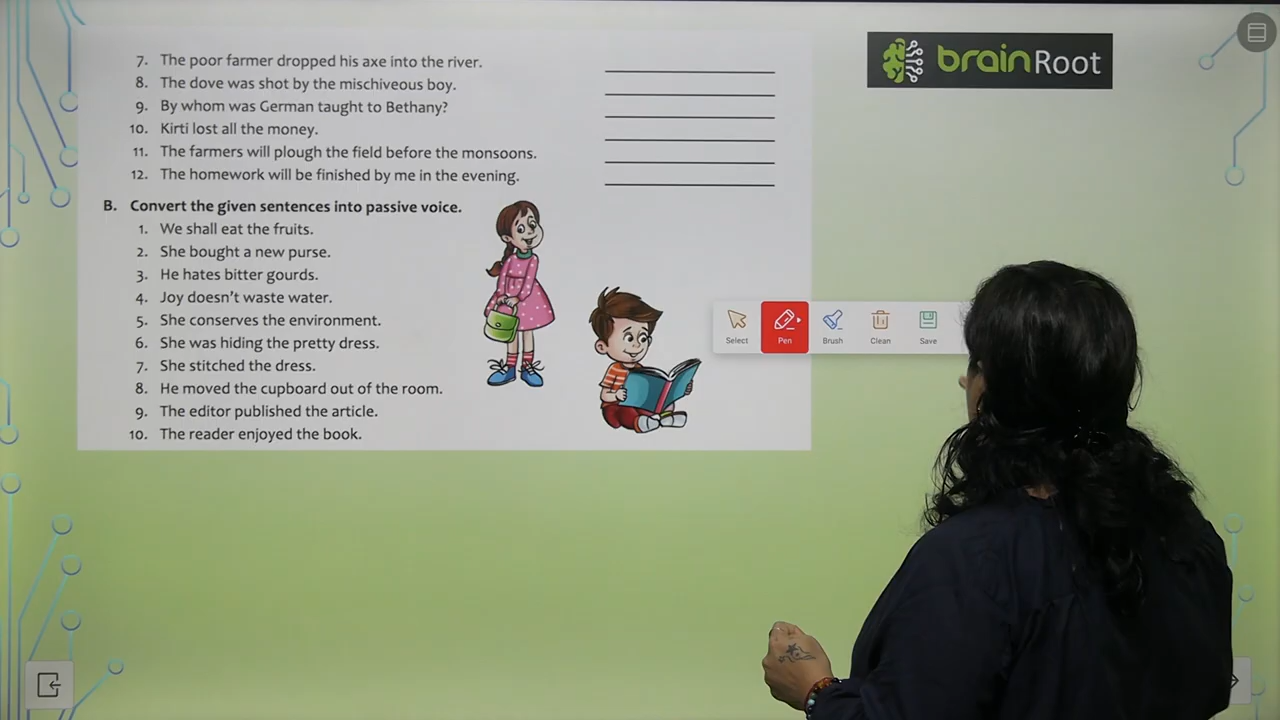 7. The poor farmer dropped his axe into the river.
8. The dove was shot by the mischiveous boy.
9. By whom was German taught to Bethany?
10. Kirti lost all the money.
11. The farmers will plough the field before the monsoons.
12. The homework will be finished by me in the evening.
B. Convert the given sentences into passive voice.
1. We shall eat the fruits.
2. She bought a new purse.
3. He hates bitter gourds.
4. Joy doesn't waste water.
5. She conserves the environment.
6. She was hiding the pretty dress.
7. She stitched the dress.
8. He moved the cupboard out of the room.
9. The editor published the article.
10. The reader enjoyed the book.
brainRoot
Select Pen Brush Clean Save